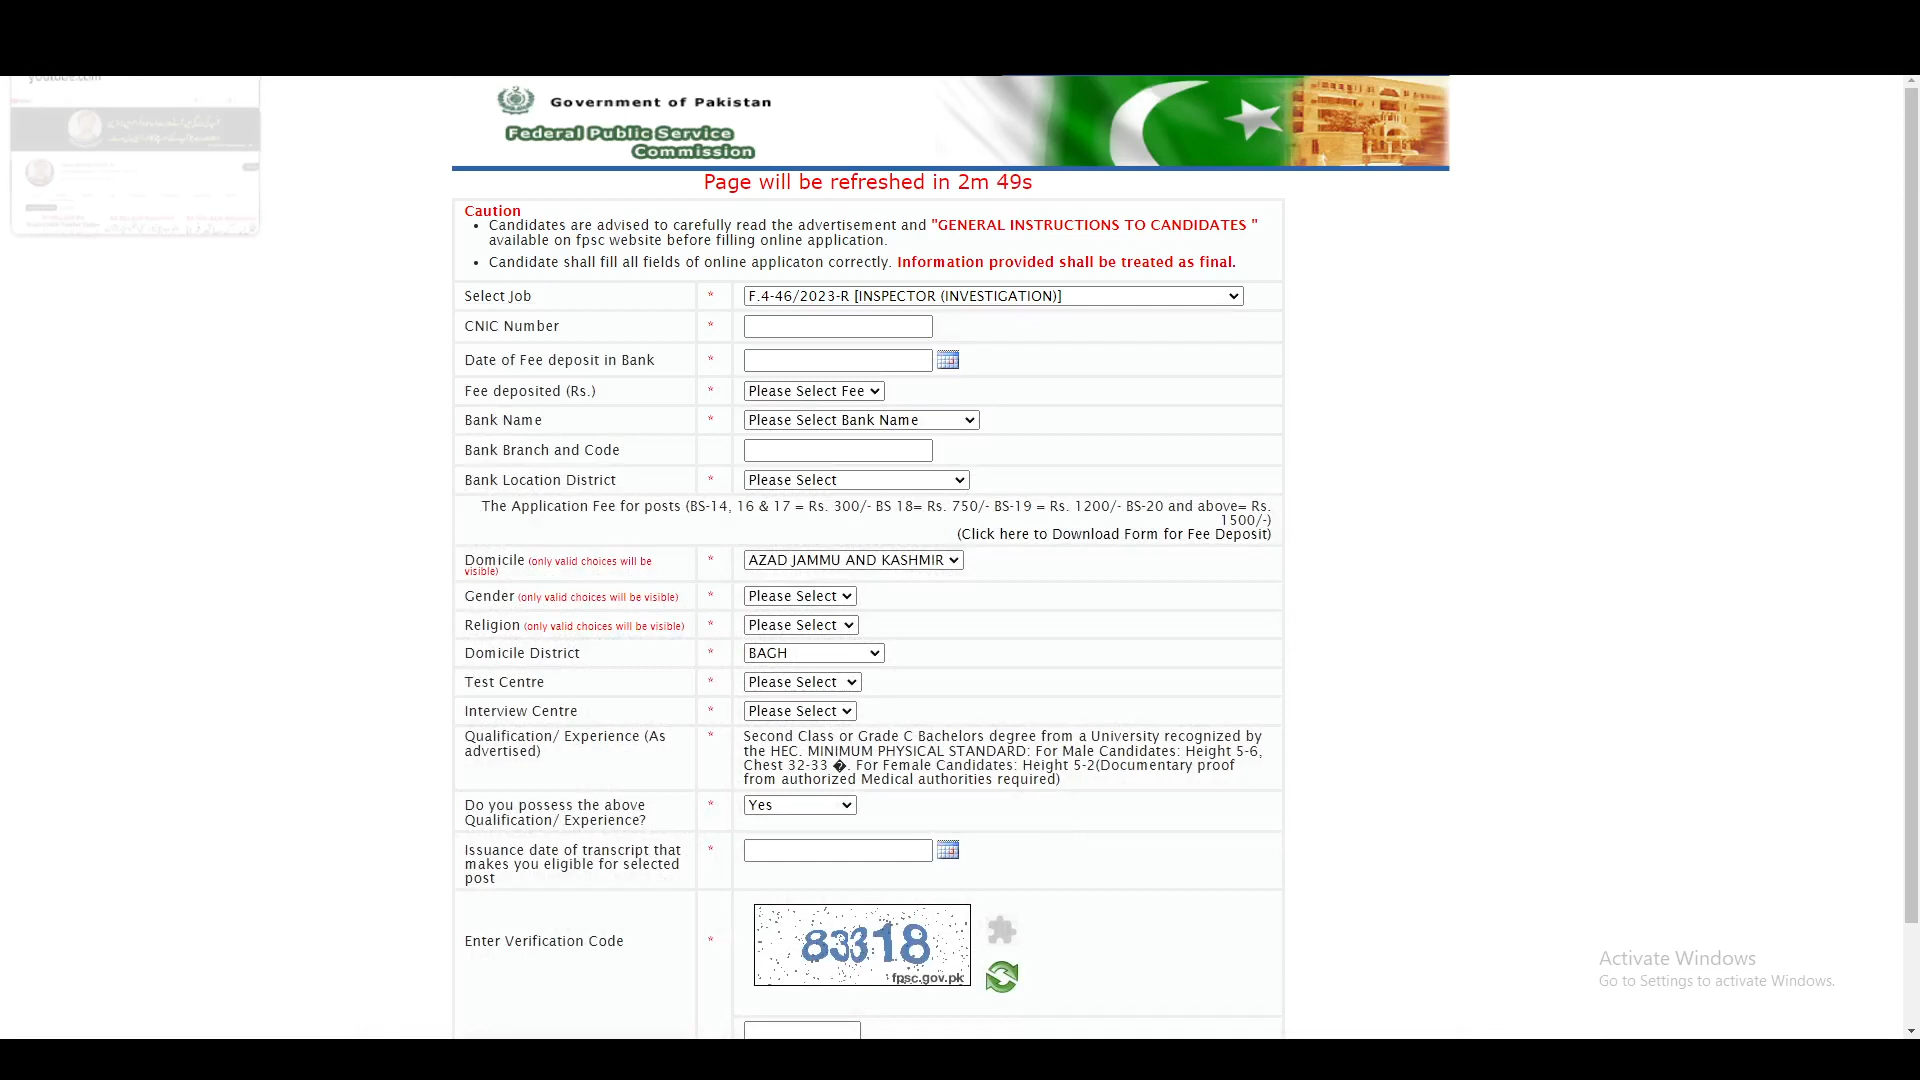 youtube.com
Government of Pakistan
Federal Public Service
Commission
Page will be refreshed in 2m 49s
Caution
• Candidates are advised to carefully read the advertisement and "GENERAL INSTRUCTIONS TO CANDIDATES "
available on fpsc website before filling online application.
• Candidate shall fill all fields of online applicaton correctly. Information provided shall be treated as final.
Select Job * F.4-46/2023-R [INSPECTOR (INVESTIGATION)]
CNIC Number *
Date of Fee deposit in Bank *
Fee deposited (Rs.) * Please Select Fee
Bank Name * Please Select Bank Name
Bank Branch and Code
Bank Location District * Please Select
The Application Fee for posts (BS-14, 16 & 17 = Rs. 300/- BS 18= Rs. 750/- BS-19 = Rs. 1200/- BS-20 and above= Rs.
1500/-)
(Click here to Download Form for Fee Deposit)
Domicile (only valid choices will be * AZAD JAMMU AND KASHMIR
visible)
Gender (only valid choices will be visible) * Please Select
Religion (only valid choices will be visible) * Please Select
Domicile District * BAGH
Test Centre * Please Select
Interview Centre * Please Select
Qualification/ Experience (As
advertised) *
Second Class or Grade C Bachelors degree from a University recognized by
the HEC. MINIMUM PHYSICAL STANDARD: For Male Candidates: Height 5-6,
Chest 32-33 �. For Female Candidates: Height 5-2(Documentary proof
from authorized Medical authorities required)
Do you possess the above * Yes
Qualification/ Experience?
Issuance date of transcript that *
makes you eligible for selected
post
83318
fpsc.gov.pk
Enter Verification Code *
Activate Windows
Go to Settings to activate Windows.